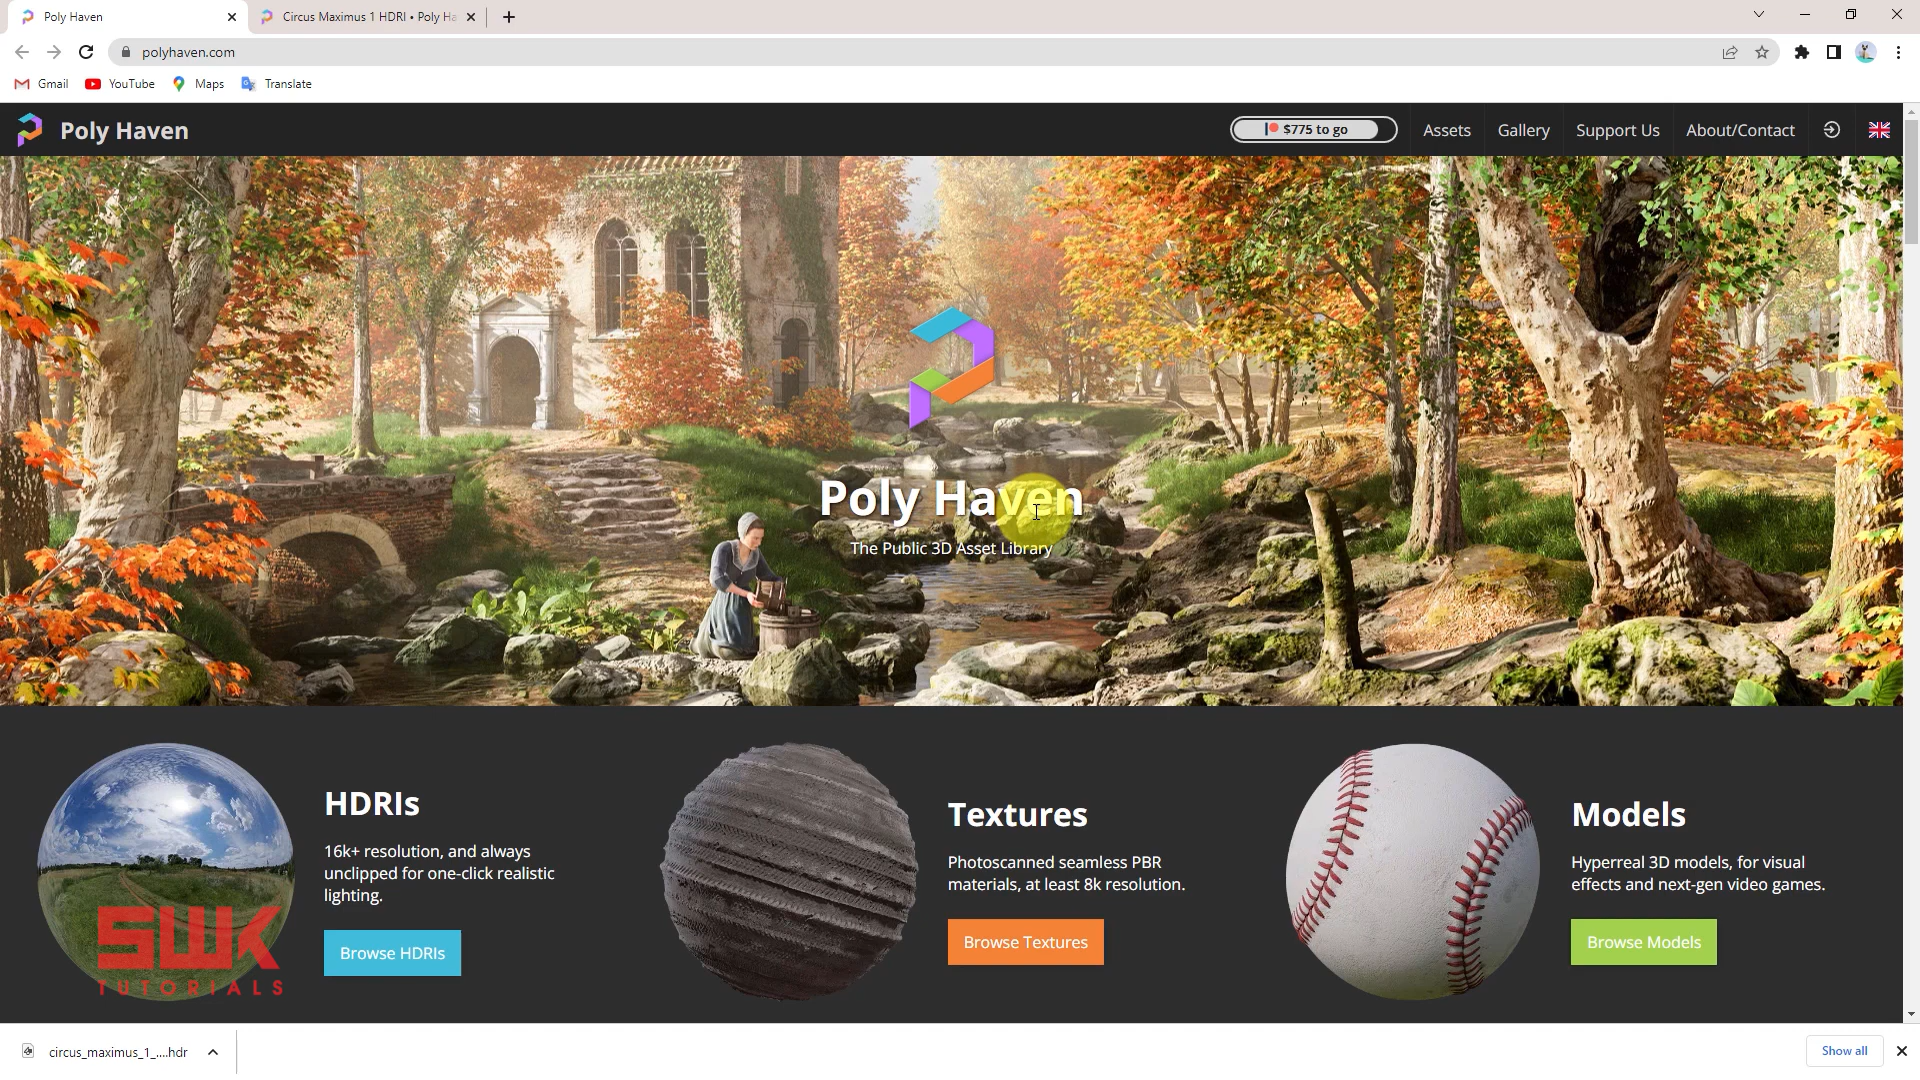 Poly Haven
Circus Maximus 1 HDRI • Poly Ha
polyhaven.com
Gmail
YouTube
Maps
Translate
Poly Haven
$775 to go
Assets
Gallery
Support Us
About/Contact
Poly Haven
The Public 3D Asset Library
HDRIs
16k+ resolution, and always
unclipped for one-click realistic
lighting.
Browse HDRIs
Textures
Photoscanned seamless PBR
materials, at least 8k resolution.
Browse Textures
Models
Hyperreal 3D models, for visual
effects and next-gen video games.
Browse Models
SWK
TUTORIALS
circus_maximus_1_....hdr
Show all